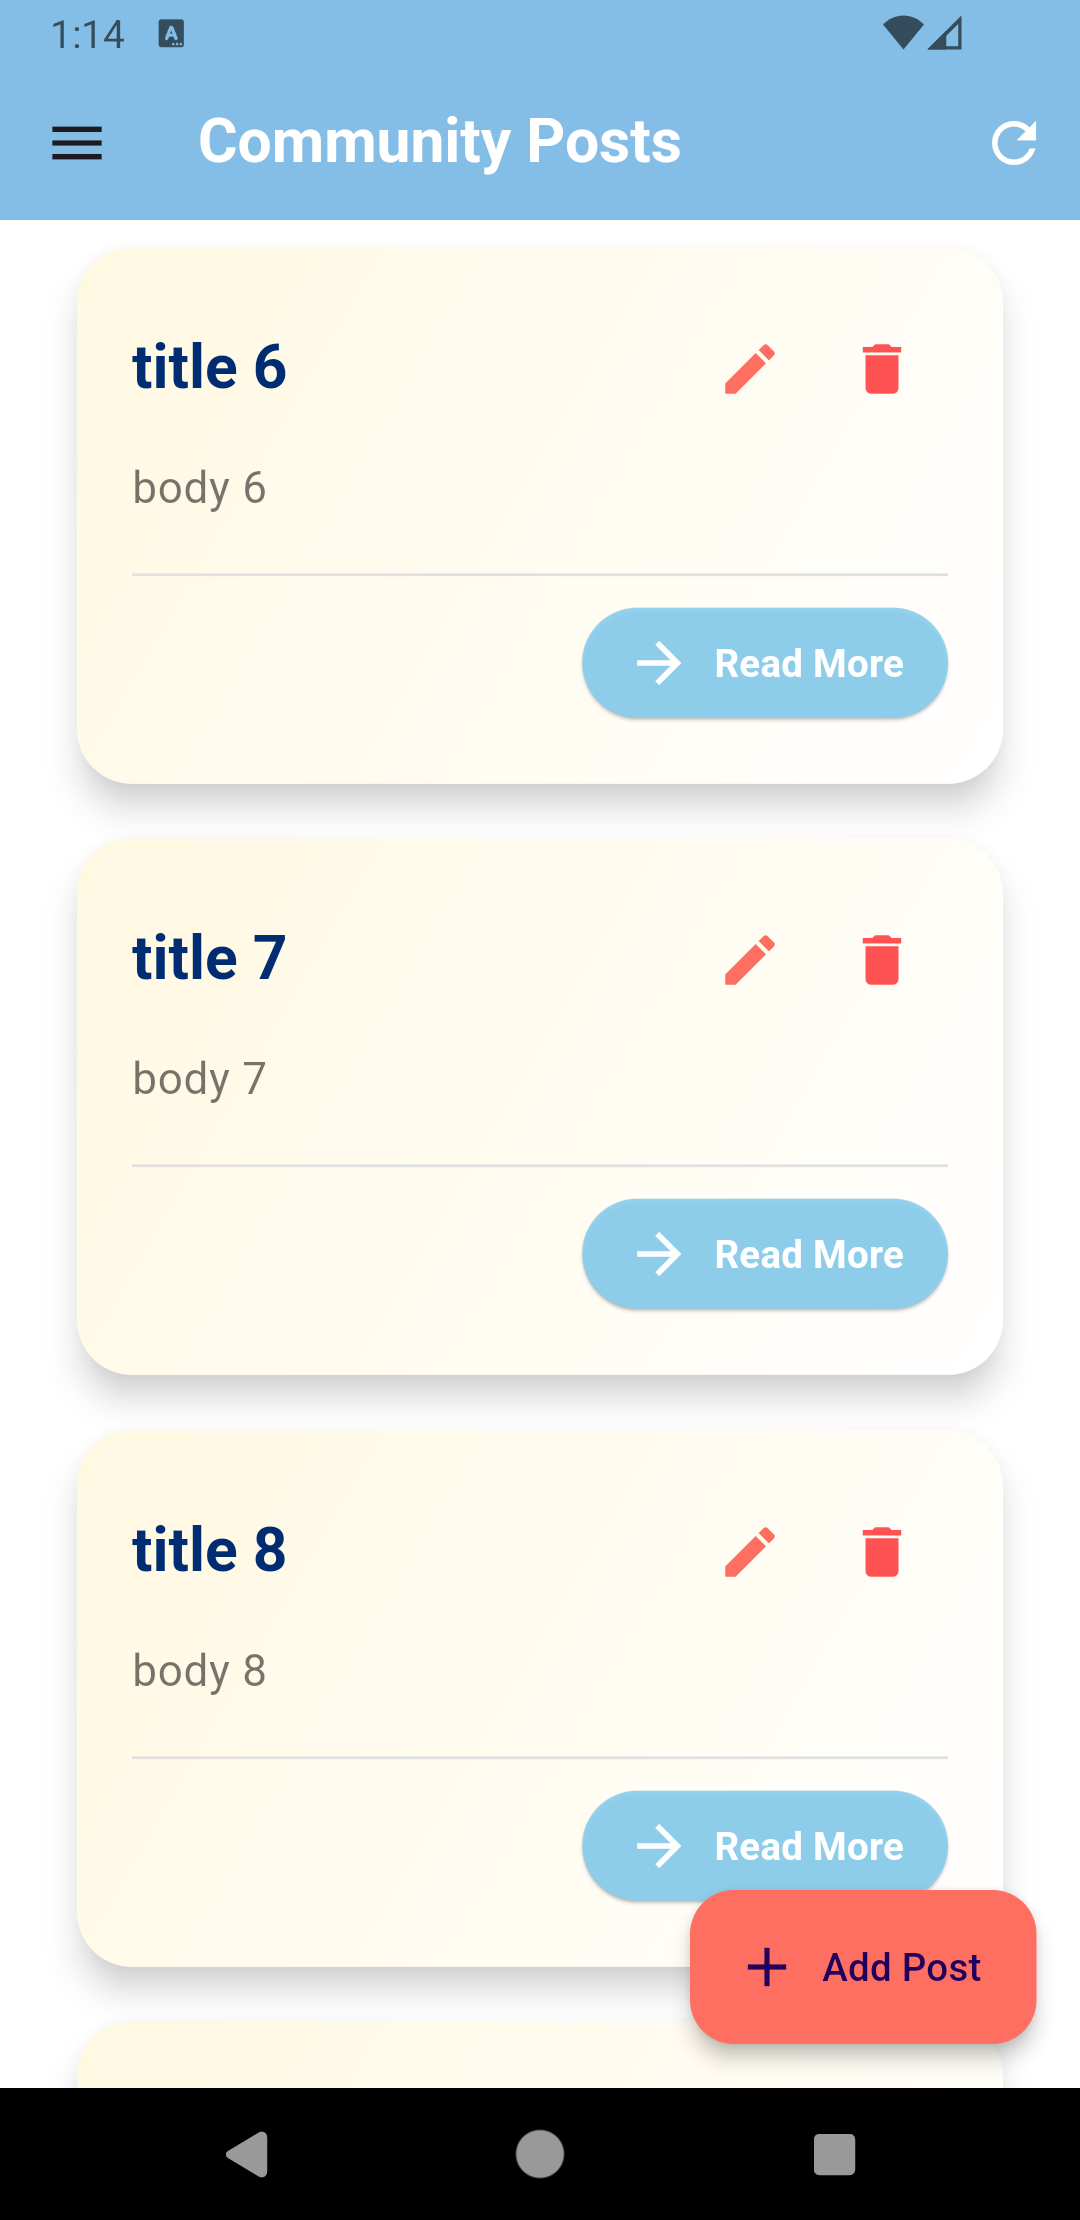 1:14
Community Posts
title 6
body 6
Read More
title 7
body 7
Read More
title 8
body 8
Read More
Add Post